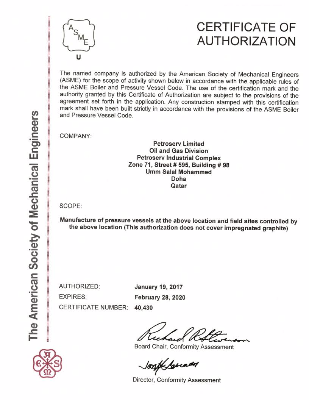 CERTIFICATE OF
AUTHORIZATION
ASME
U
The named company is authorized by the American Society of Mechanical Engineers
(ASME) for the scope of activity shown below in accordance with the applicable rules of
the ASME Boiler and Pressure Vessel Code. The use of the certification mark and the
authority granted by this Certificate of Authorization are subject to the provisions of the
agreement set forth in the application. Any construction stamped with this certification
mark shall have been built strictly in accordance with the provisions of the ASME Boiler
and Pressure Vessel Code.
COMPANY:
Petroserv Limited
Oil and Gas Division
Petroserv Industrial Complex
Zone 71, Street # 595, Building # 98
Umm Salal Mohammed
Doha
Qatar
SCOPE:
Manufacture of pressure vessels at the above location and field sites controlled by
the above location (This authorization does not cover impregnated graphite)
AUTHORIZED: January 19, 2017
EXPIRES: February 28, 2020
CERTIFICATE NUMBER: 40,430
Board Chair, Conformity Assessment
Director, Conformity Assessment
The American Society of Mechanical Engineers